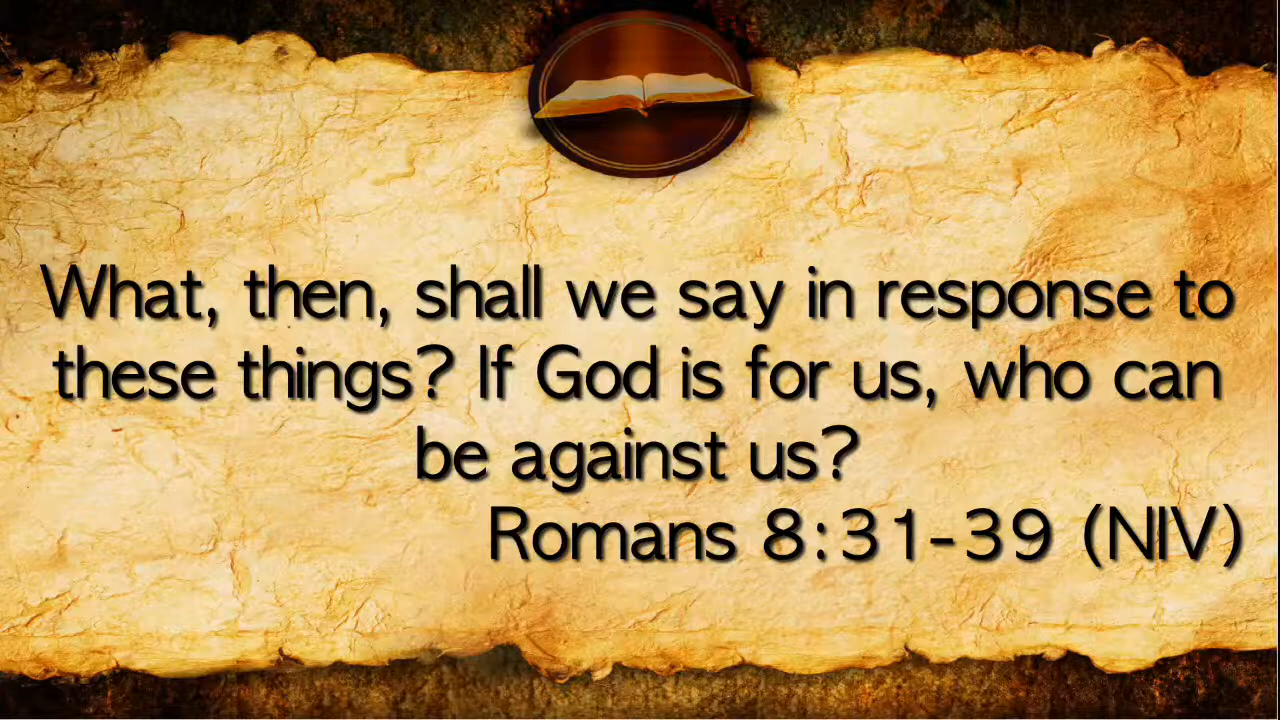 What, then, shall we say in response to
these things? If God is for us, who can
be against us?
Romans 8:31-39 (NIV)